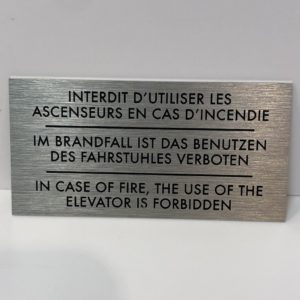 INTERDIT D'UTILISER LES
ASCENSEURS EN CAS D'INCENDIE
IM BRANDFALL IST DAS BENUTZEN
DES FAHRSTUHLES VERBOTEN
IN CASE OF FIRE, THE USE OF THE
ELEVATOR IS FORBIDDEN